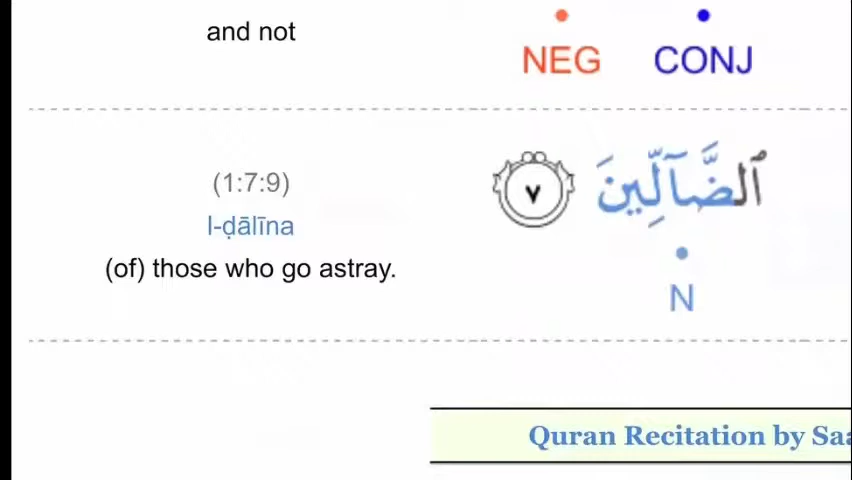 and not
NEG CONJ
(1:7:9)
l-ḍālīna
(of) those who go astray.
ٱلضَّآلِّينَ ٧
N
Quran Recitation by Saa